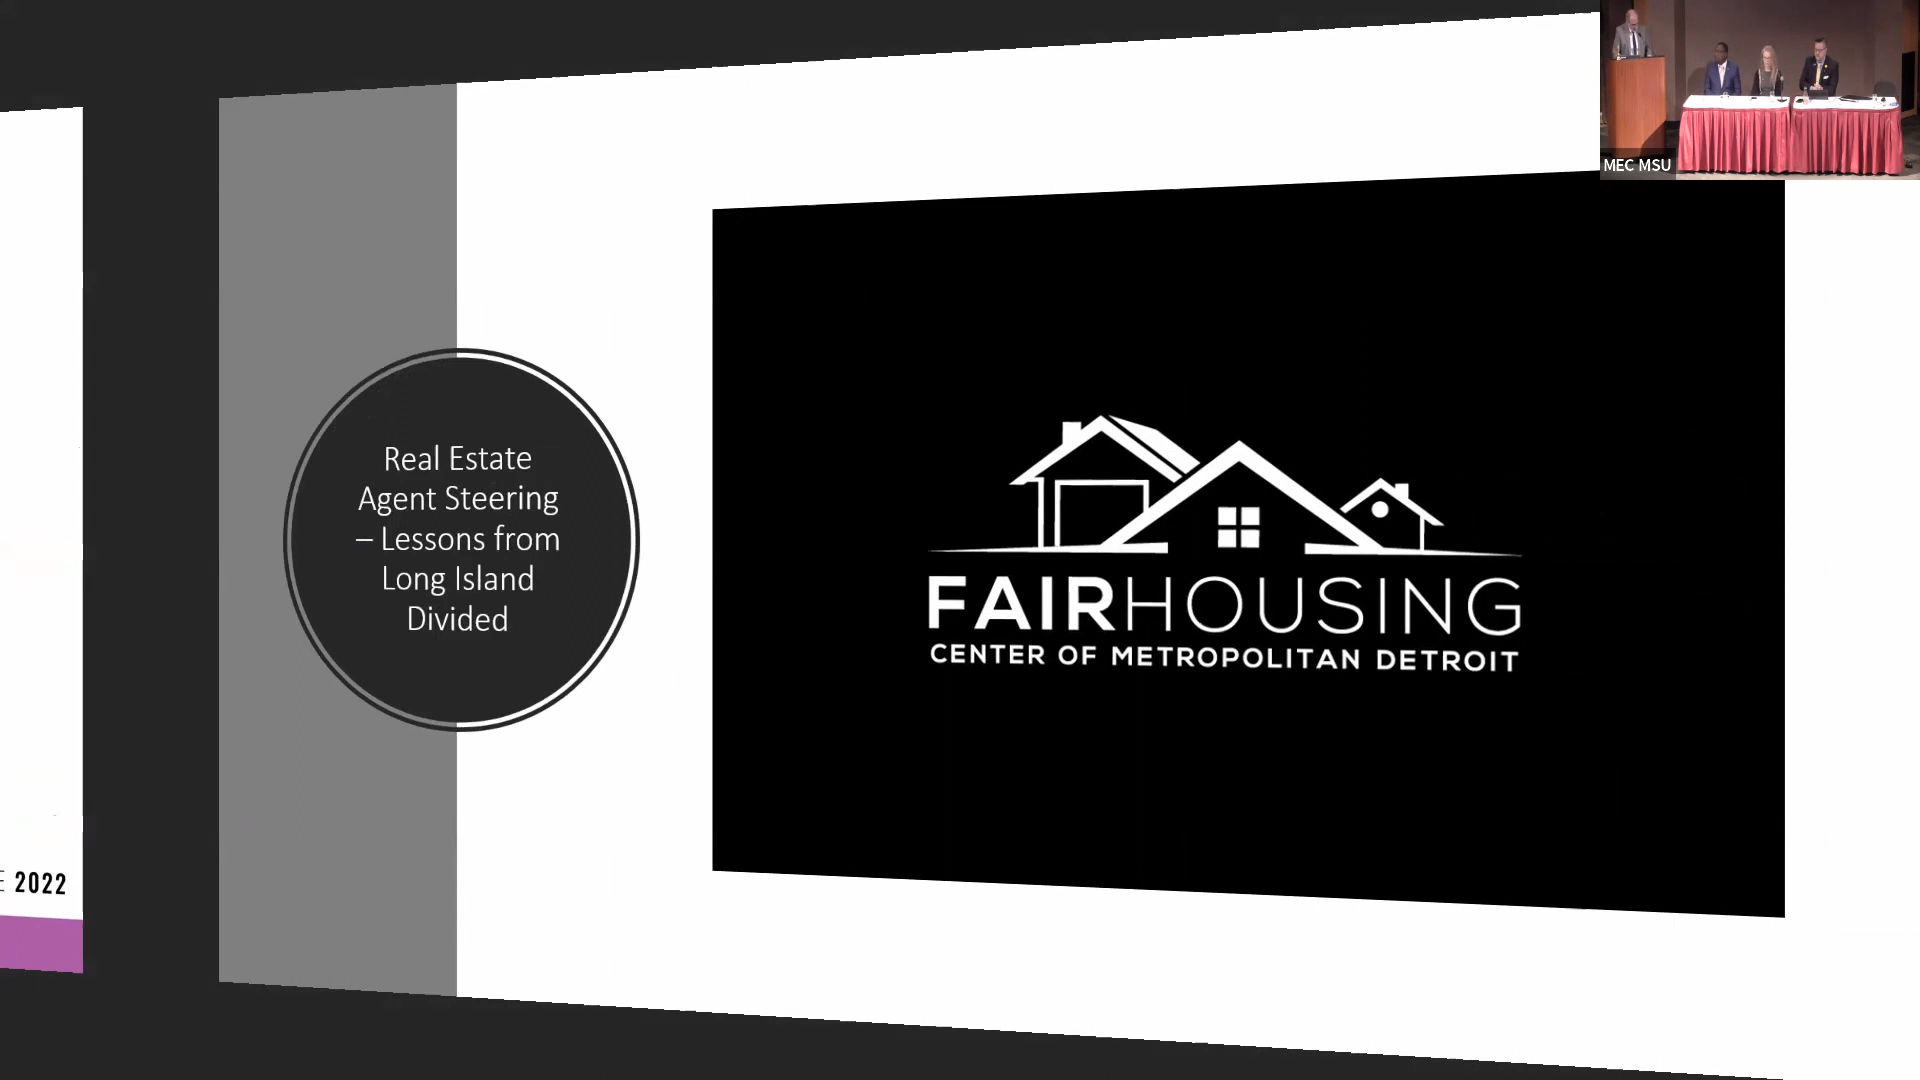 MEC MSU
Real Estate
Agent Steering
– Lessons from
Long Island
Divided
FAIRHOUSING
CENTER OF METROPOLITAN DETROIT
2022